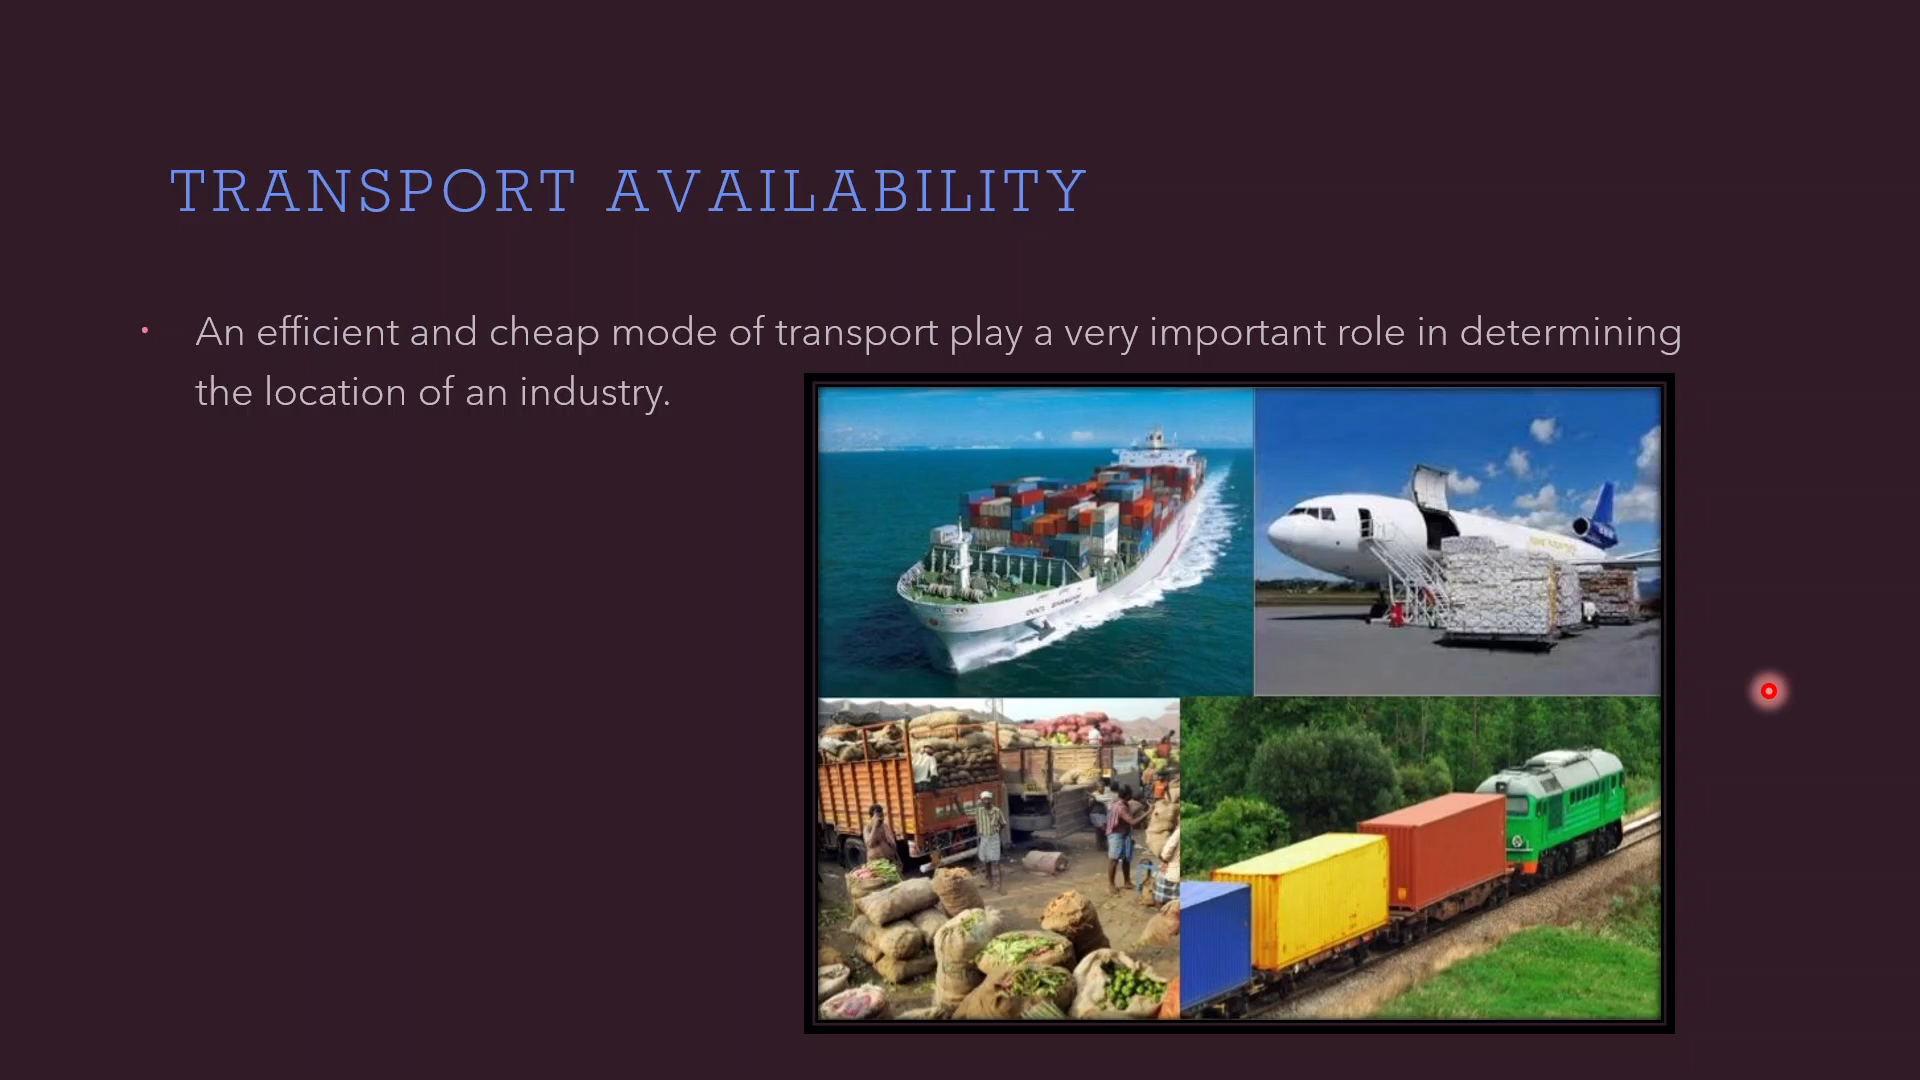 TRANSPORT AVAILABILITY
An efficient and cheap mode of transport play a very important role in determining
the location of an industry.